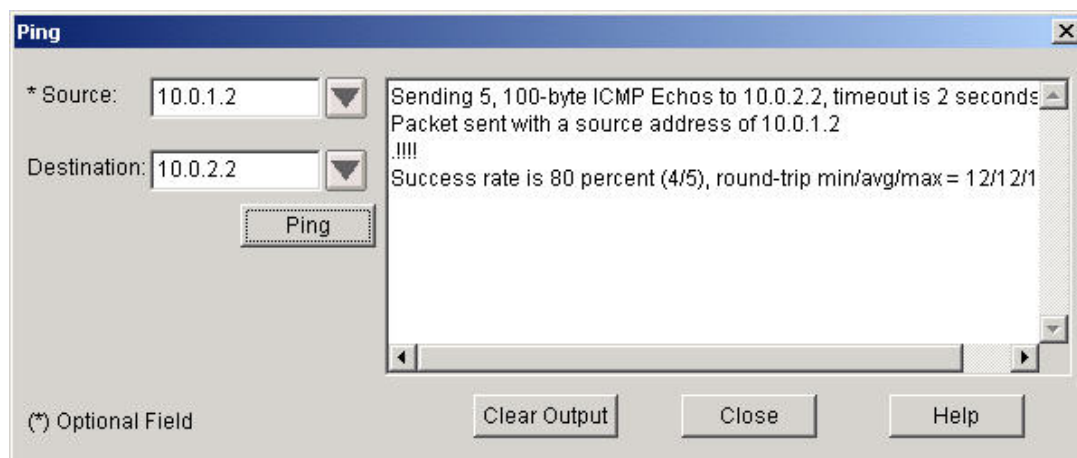 Ping
* Source:
10.0.1.2
Destination:
10.0.2.2
Ping
Sending 5, 100-byte ICMP Echos to 10.0.2.2, timeout is 2 seconds
Packet sent with a source address of 10.0.1.2
.!!!!
Success rate is 80 percent (4/5), round-trip min/avg/max = 12/12/1
(*) Optional Field
Clear Output
Close
Help